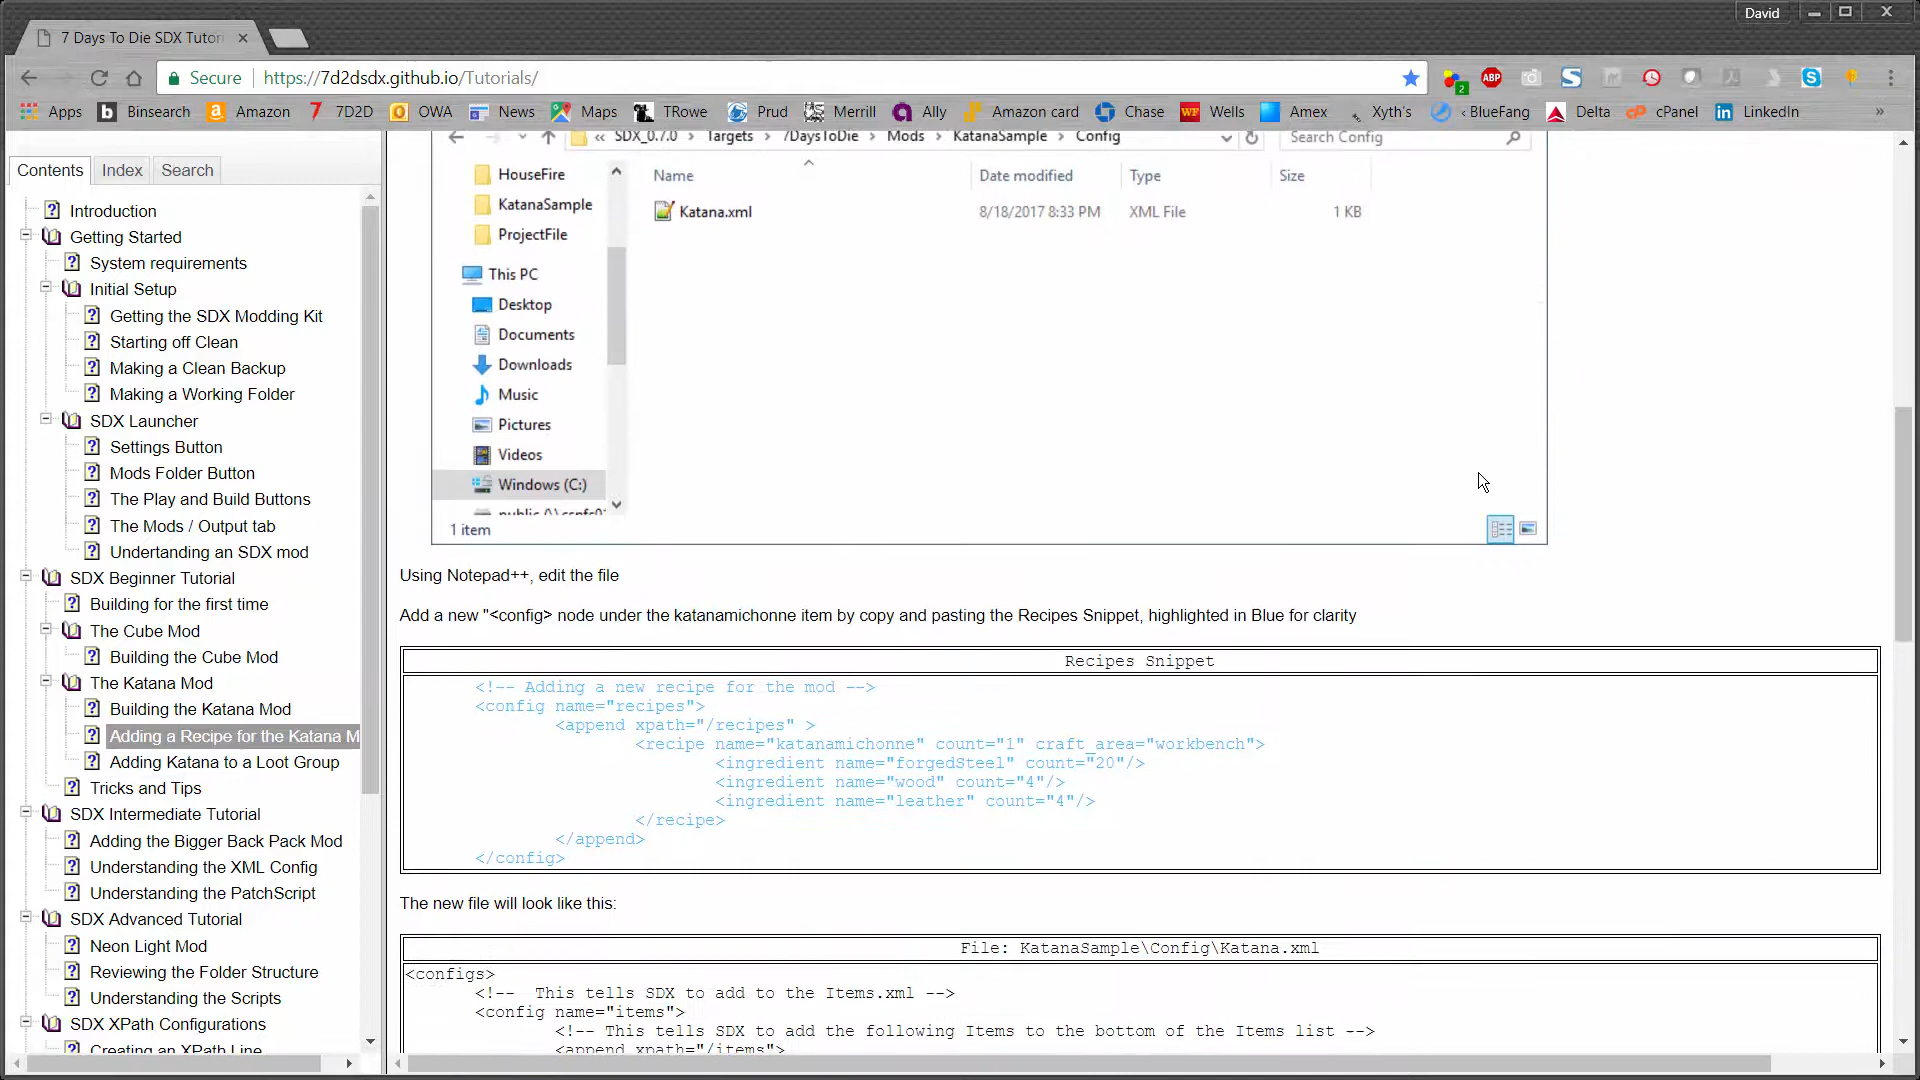 David
7 Days To Die SDX Tutor
Secure
https://7d2dsdx.github.io/Tutorials/
ABP
2
Apps
Binsearch
Amazon
7D2D
OWA
News
Maps
TRowe
Prud
Merrill
Ally
Amazon card
Chase
Wells
Amex
Xyth's
‹ BlueFang
Delta
cPanel
LinkedIn
»
Contents
Index
Search
Introduction
Getting Started
System requirements
Initial Setup
Getting the SDX Modding Kit
Starting off Clean
Making a Clean Backup
Making a Working Folder
SDX Launcher
Settings Button
Mods Folder Button
The Play and Build Buttons
The Mods / Output tab
Undertanding an SDX mod
SDX Beginner Tutorial
Building for the first time
The Cube Mod
Building the Cube Mod
The Katana Mod
Building the Katana Mod
Adding a Recipe for the Katana M
Adding Katana to a Loot Group
Tricks and Tips
SDX Intermediate Tutorial
Adding the Bigger Back Pack Mod
Understanding the XML Config
Understanding the PatchScript
SDX Advanced Tutorial
Neon Light Mod
Reviewing the Folder Structure
Understanding the Scripts
SDX XPath Configurations
Creating an XPath Line
« SDX_0.7.0 > Targets > 7DaysToDie > Mods > KatanaSample > Config
Search Config
HouseFire
KatanaSample
ProjectFile
This PC
Desktop
Documents
Downloads
Music
Pictures
Videos
Windows (C:)
Name
Date modified
Type
Size
Katana.xml
8/18/2017 8:33 PM
XML File
1 KB
1 item
Using Notepad++, edit the file
Add a new "<config> node under the katanamichonne item by copy and pasting the Recipes Snippet, highlighted in Blue for clarity
Recipes Snippet
<!-- Adding a new recipe for the mod -->
<config name="recipes">
<append xpath="/recipes" >
<recipe name="katanamichonne" count="1" craft_area="workbench">
<ingredient name="forgedSteel" count="20"/>
<ingredient name="wood" count="4"/>
<ingredient name="leather" count="4"/>
</recipe>
</append>
</config>
The new file will look like this:
File: KatanaSample\Config\Katana.xml
<configs>
<!-- This tells SDX to add to the Items.xml -->
<config name="items">
<!-- This tells SDX to add the following Items to the bottom of the Items list -->
<append xpath="/items">